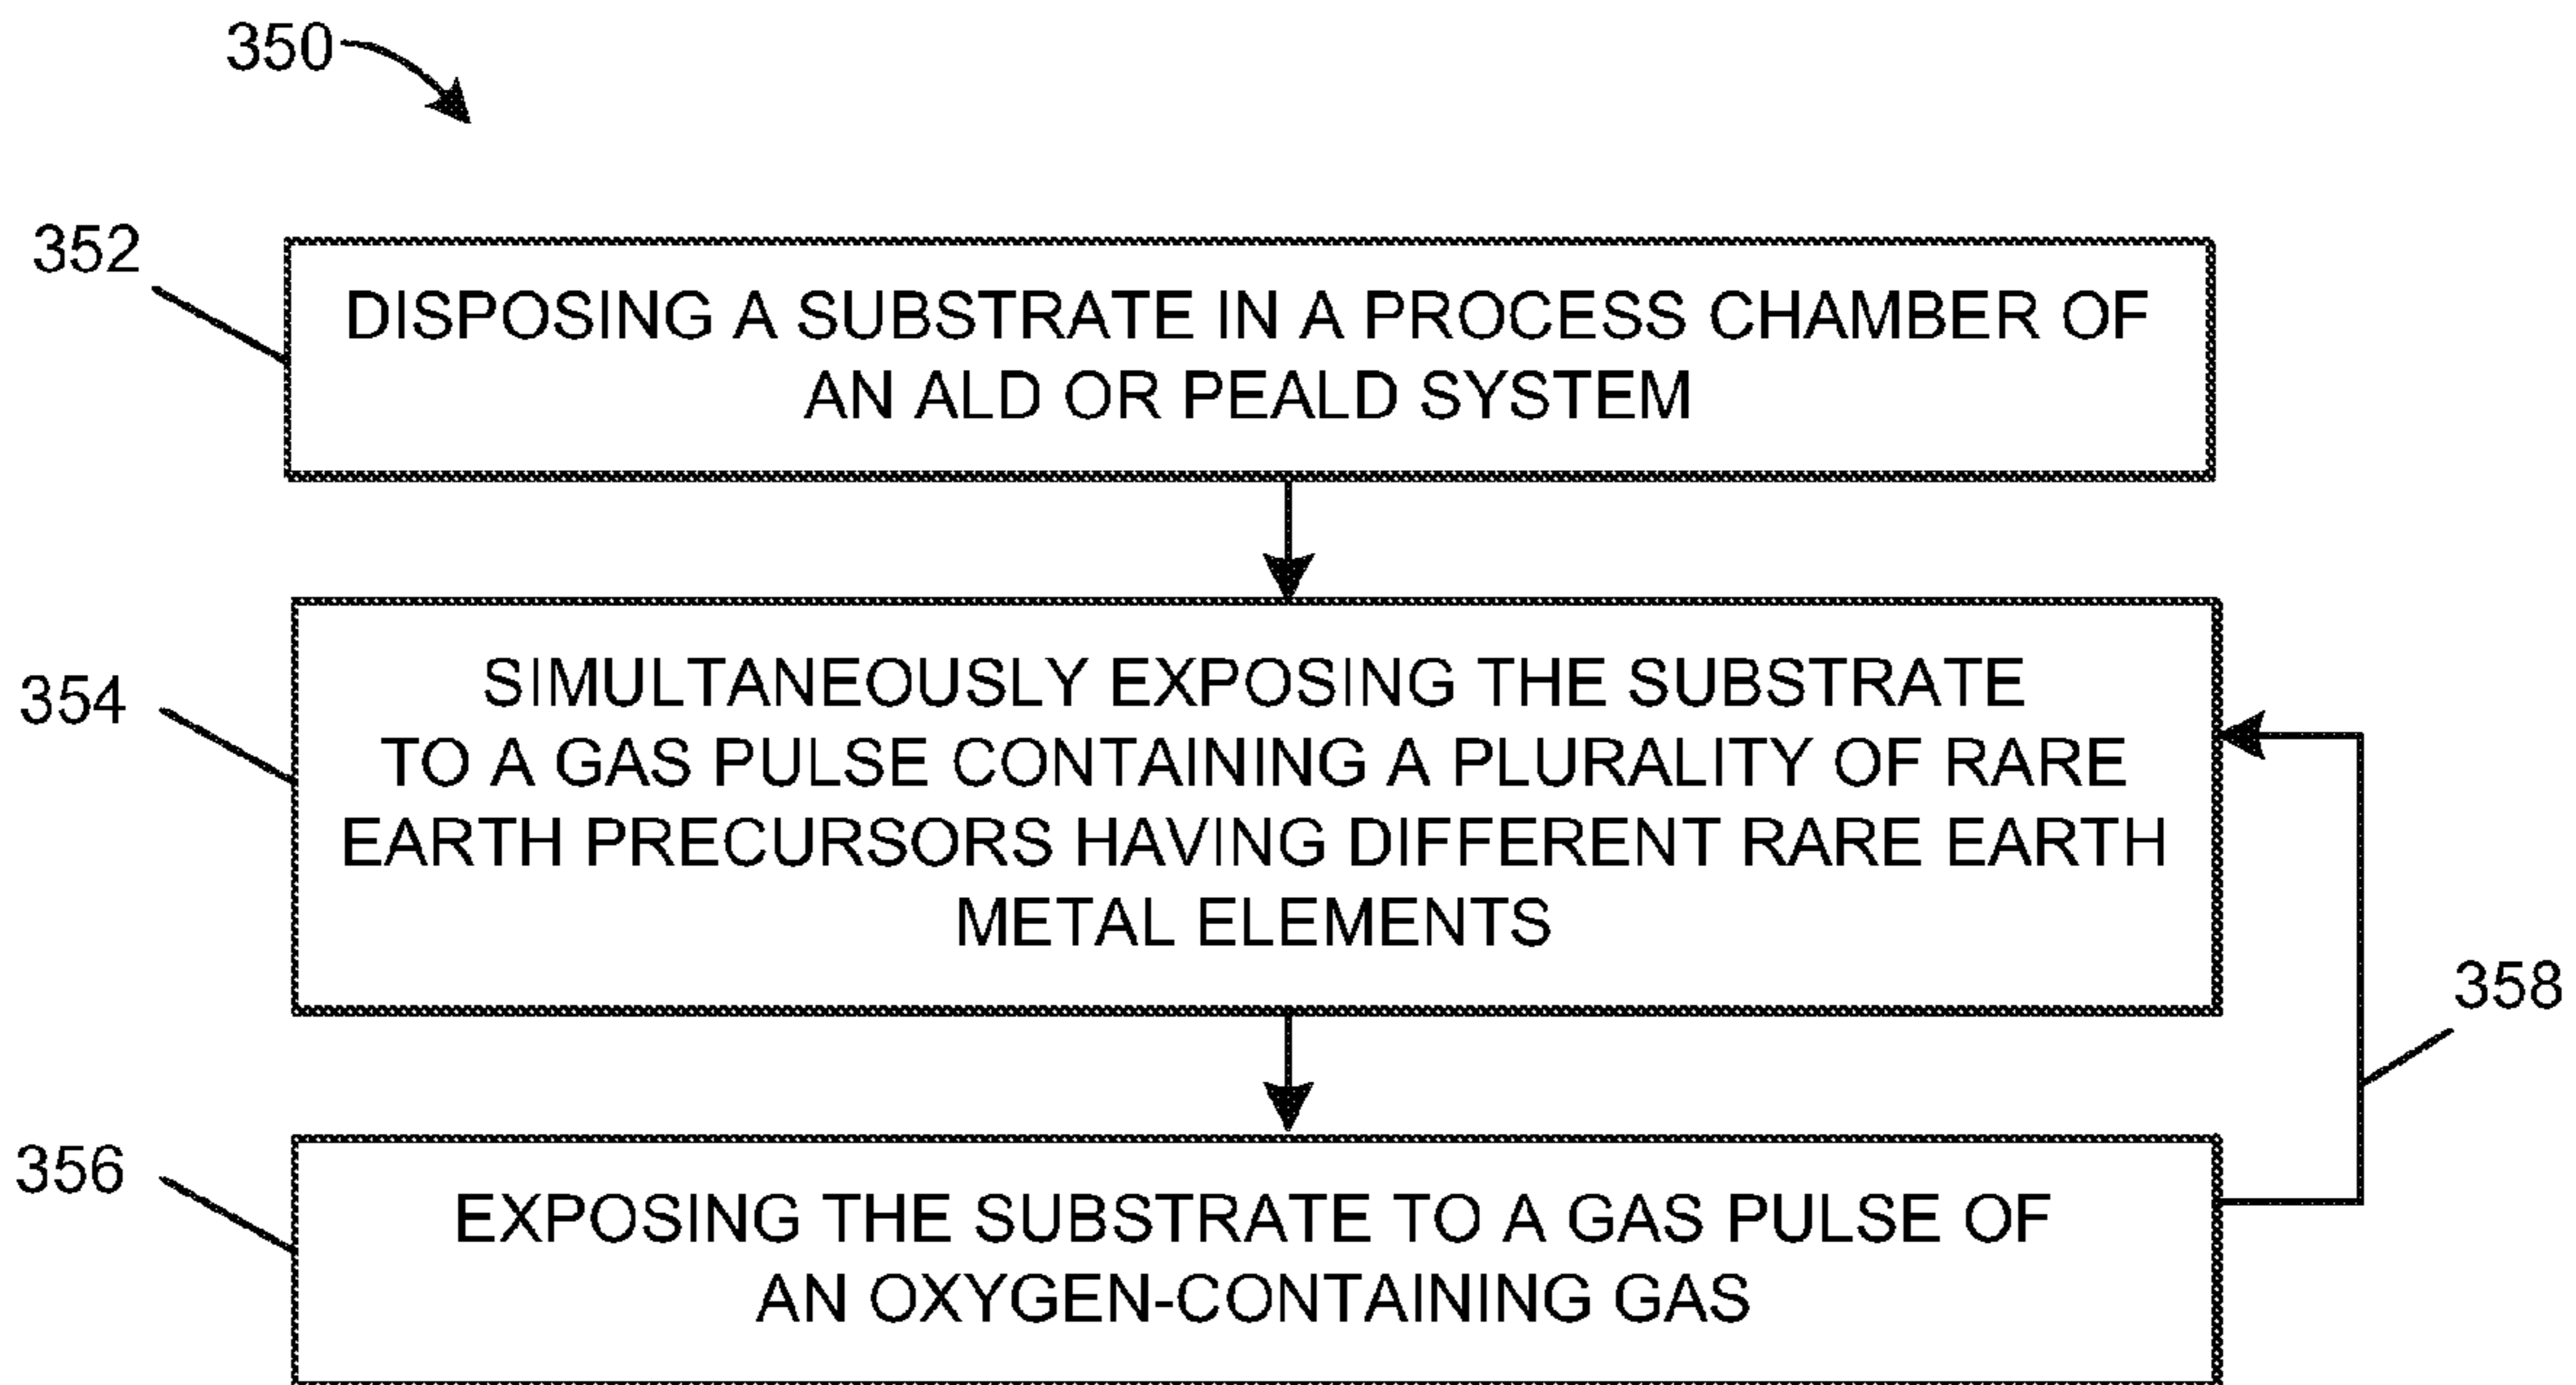 350
352
DISPOSING A SUBSTRATE IN A PROCESS CHAMBER OF
AN ALD OR PEALD SYSTEM
354
SIMULTANEOUSLY EXPOSING THE SUBSTRATE
TO A GAS PULSE CONTAINING A PLURALITY OF RARE
EARTH PRECURSORS HAVING DIFFERENT RARE EARTH
METAL ELEMENTS
358
356
EXPOSING THE SUBSTRATE TO A GAS PULSE OF
AN OXYGEN-CONTAINING GAS